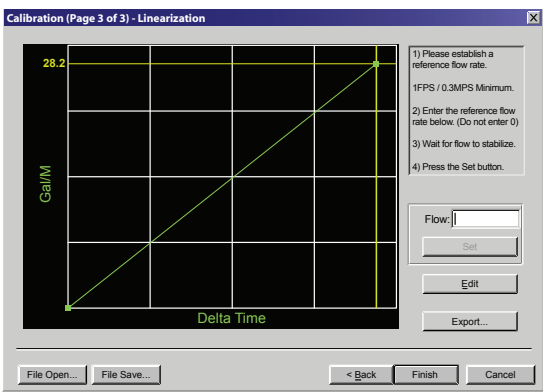 Calibration (Page 3 of 3) - Linearization
X
28.2
Gal/M
Delta Time
1) Please establish a
reference flow rate.
1FPS / 0.3MPS Minimum.
2) Enter the reference flow
rate below. (Do not enter 0)
3) Wait for flow to stabilize.
4) Press the Set button.
Flow:
Set
Edit
Export...
File Open...
File Save...
< Back
Finish
Cancel